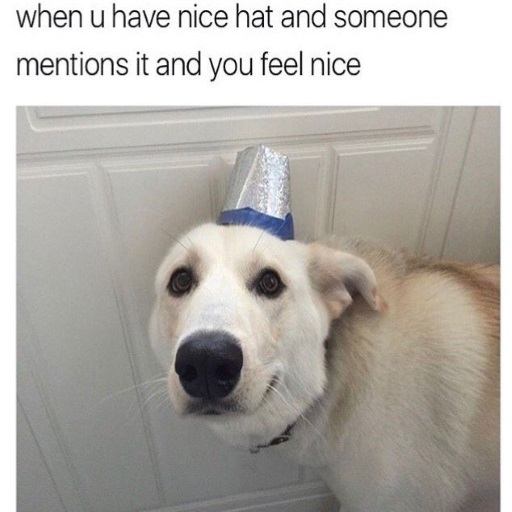 when u have nice hat and someone
mentions it and you feel nice